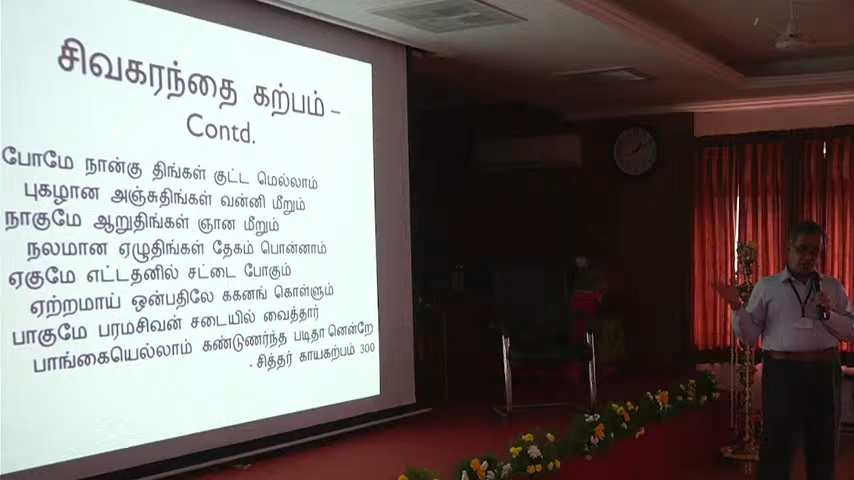 சிவகரந்தை கற்பம் –
Contd.
போமே நான்கு திங்கள் குட்ட மெல்லாம்
புகழான அஞ்சுதிங்கள் வன்னி மீறும்
நாகுமே ஆறுதிங்கள் ஞான மீறும்
நலமான ஏழுதிங்கள் தேகம் பொன்னாம்
ஏகுமே எட்டதனில் சட்டை போகும்
ஏற்றமாய் ஒன்பதிலே ககனங் கொள்ளும்
பாகுமே பரமசிவன் சடையில் வைத்தார்
பாங்கையெல்லாம் கண்டுணர்ந்த படிதா னென்றே
- சித்தர் காயகற்பம் 300